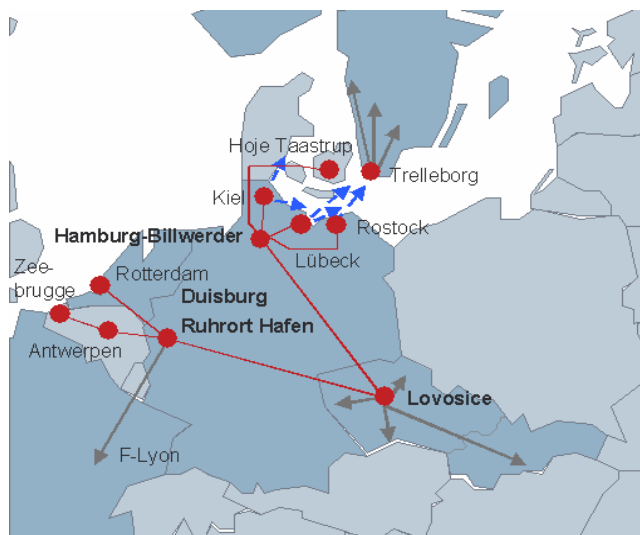 Hoje Taastrup
Trelleborg
Kiel
Rostock
Hamburg-Billwerder
Lübeck
Zee-
brugge
Rotterdam
Duisburg
Ruhrort Hafen
Antwerpen
Lovosice
F-Lyon